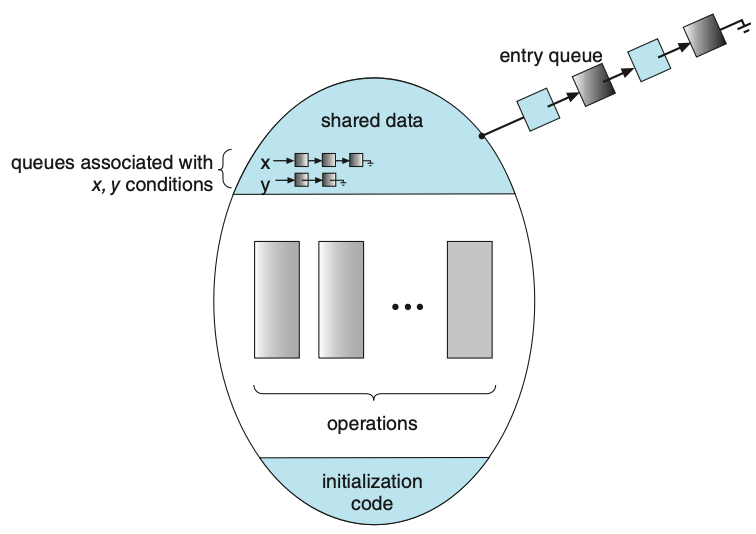 entry queue
shared data
queues associated with
x, y conditions
x
y
operations
initialization
code